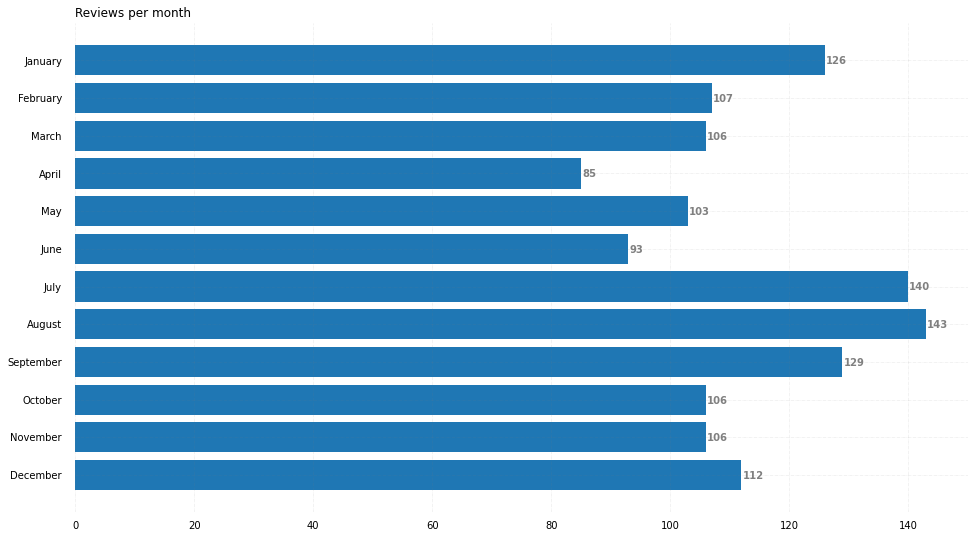 Reviews per month
January 126
February 107
March 106
April 85
May 103
June 93
July 140
August 143
September 129
October 106
November 106
December 112
0 20 40 60 80 100 120 140